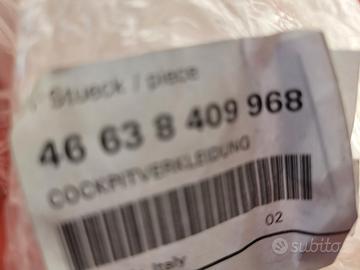 Stueck / piece
46 63 8 409 968
COCKPITVERKLEIDUNG
02
Italy
subito